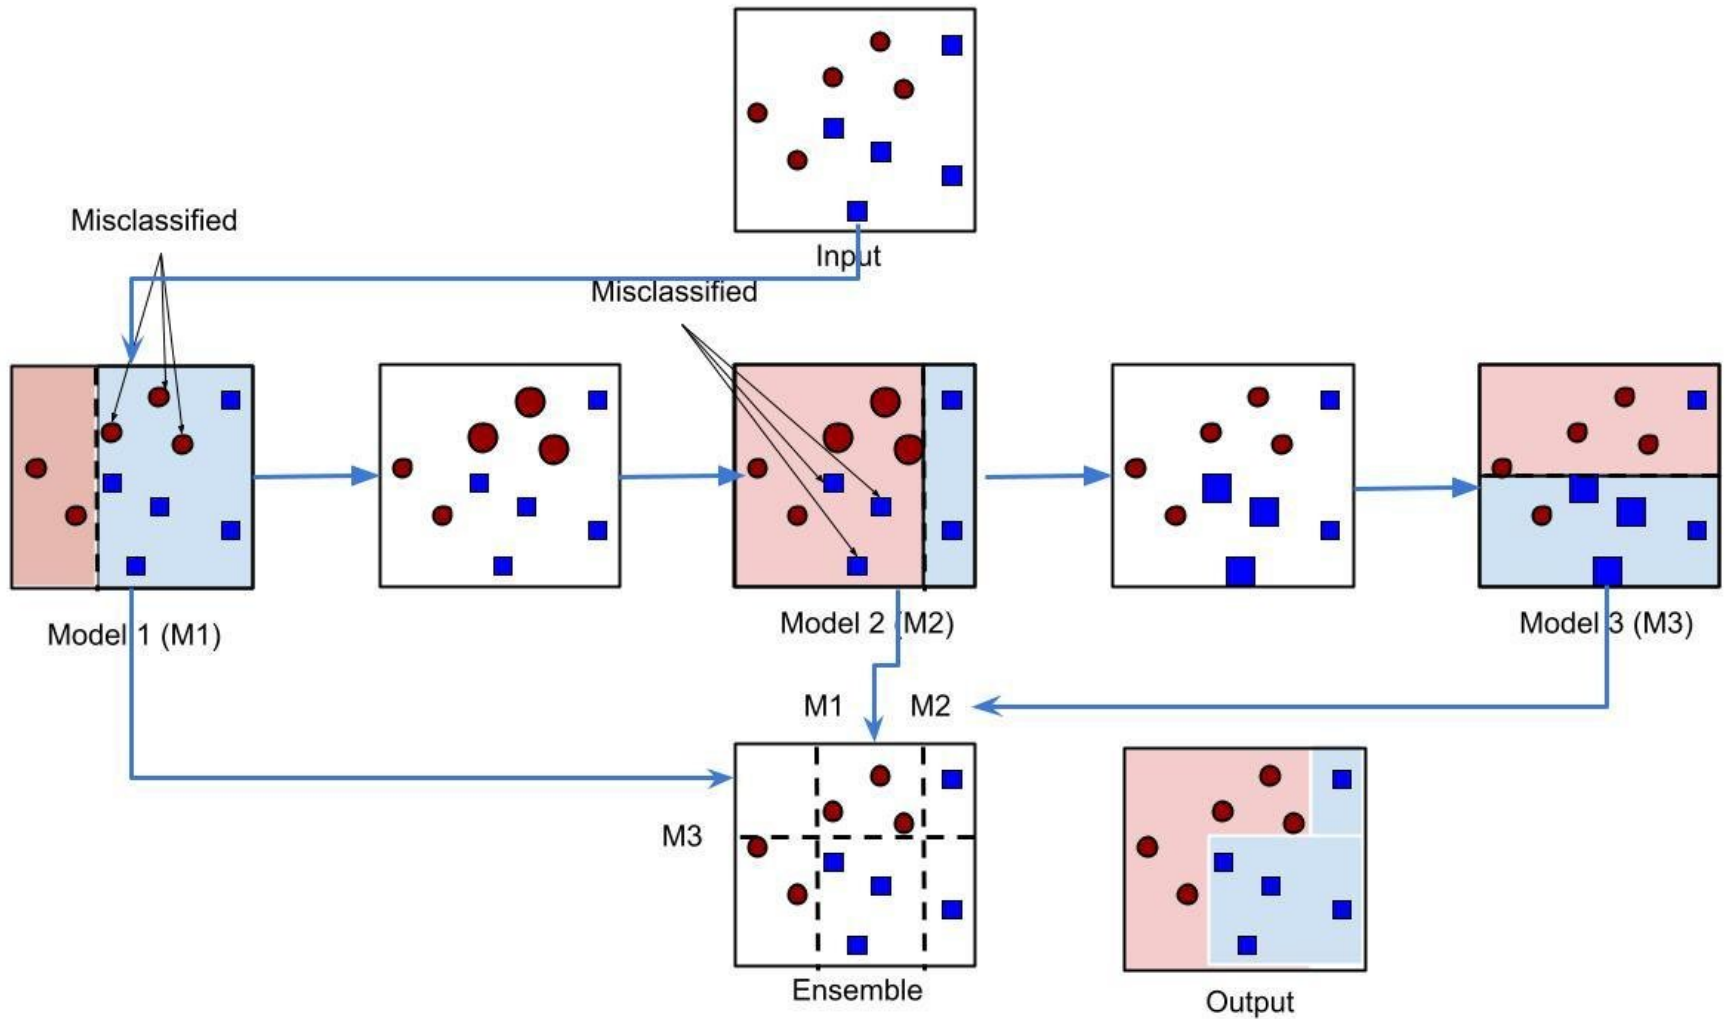 Input
Misclassified
Misclassified
Model 1 (M1)
Model 2 (M2)
Model 3 (M3)
M1
M2
M3
Ensemble
Output